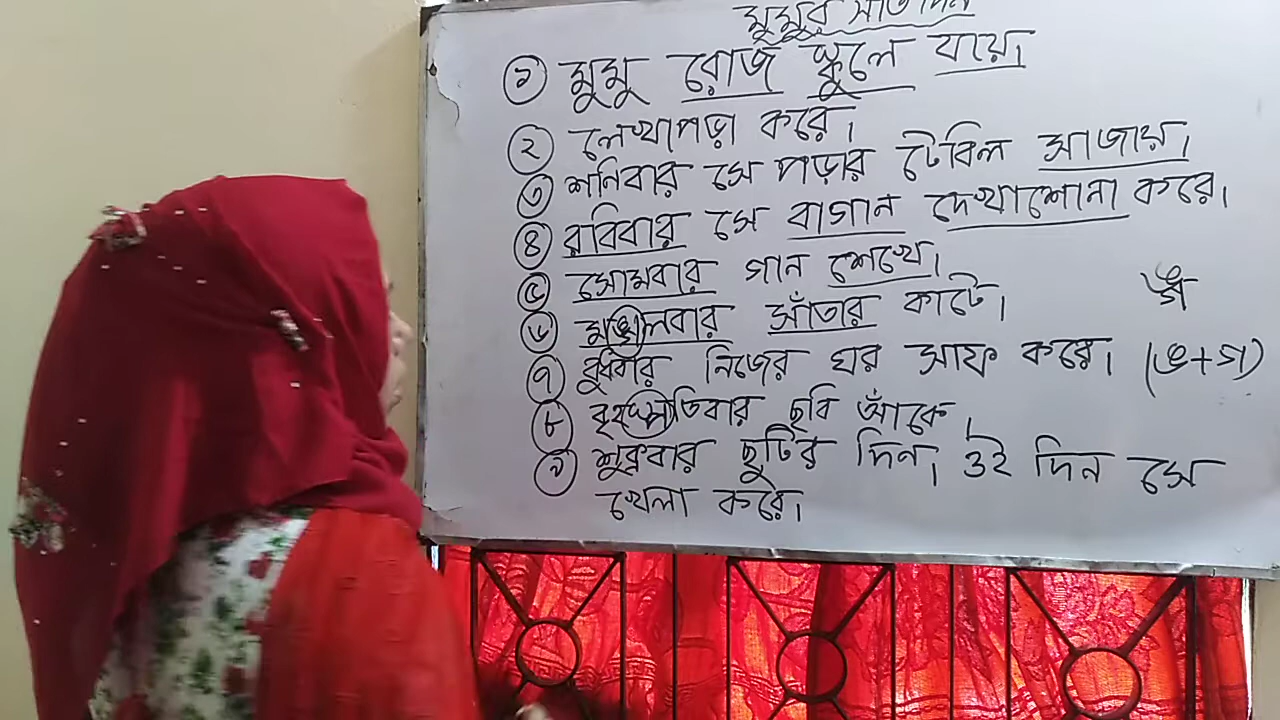 মুমুর সাত দিন
১ মুমু রোজ স্কুলে যায়।
২ লেখাপড়া করে।
৩ শনিবার সে পড়ার টেবিল সাজায়।
৪ রবিবার সে বাগান দেখাশোনা করে।
৫ সোমবার গান শেখে।
৬ মঙ্গলবার সাঁতার কাটে।
ঙ্গ
৭ বুধবার নিজের ঘর সাফ করে। (ঙ+গ)
৮ বৃহস্পতিবার ছবি আঁকে।
৯ শুক্রবার ছুটির দিন। ওই দিন সে
খেলা করে।